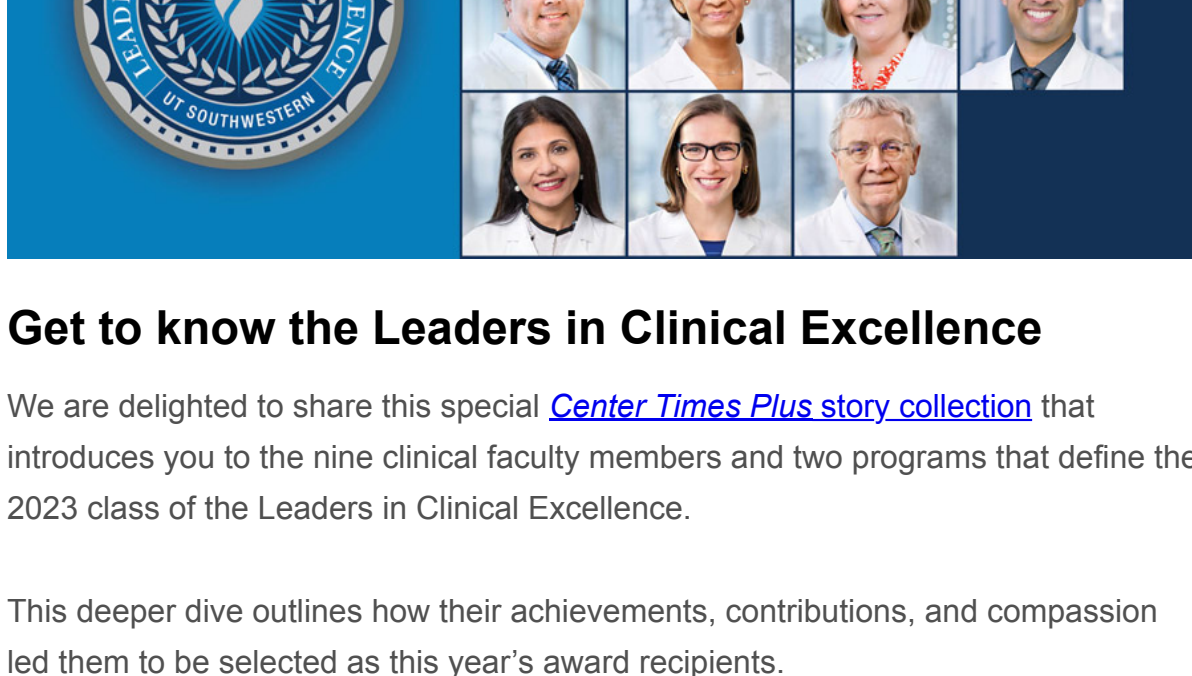 LEAD
LENCE
UT SOUTHWESTERN
Get to know the Leaders in Clinical Excellence
We are delighted to share this special Center Times Plus story collection that
introduces you to the nine clinical faculty members and two programs that define the
2023 class of the Leaders in Clinical Excellence.
This deeper dive outlines how their achievements, contributions, and compassion
led them to be selected as this year’s award recipients.